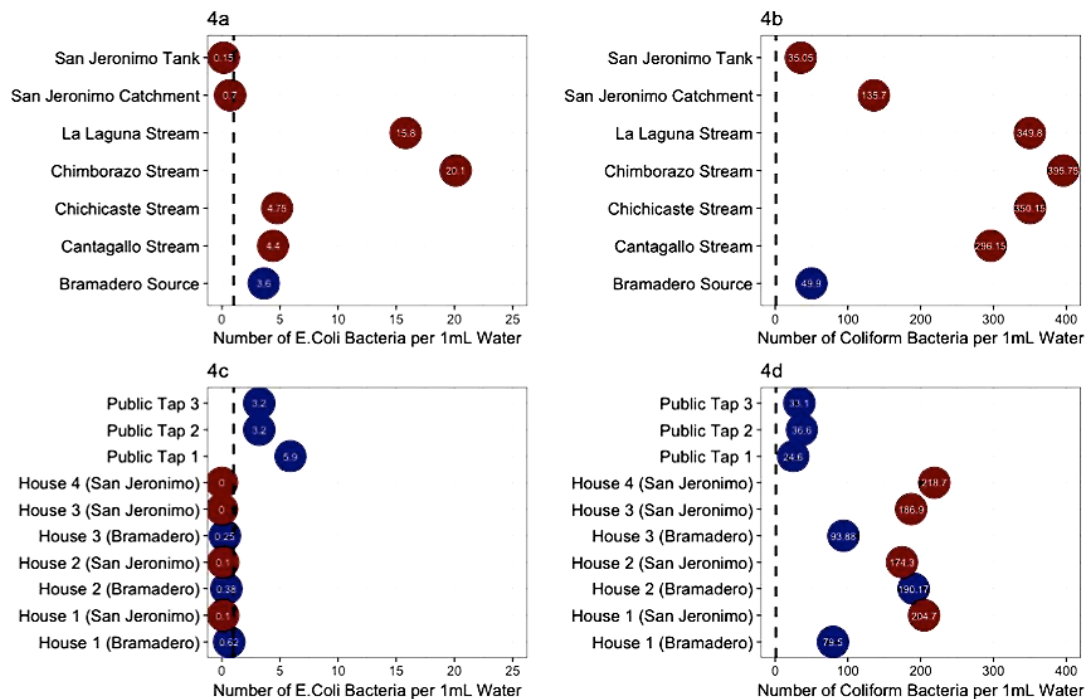 4a
San Jeronimo Tank
San Jeronimo Catchment
La Laguna Stream
Chimborazo Stream
Chichicaste Stream
Cantagallo Stream
Bramadero Source
0.15
0.7
15.8
20.1
4.75
4.4
3.6
0 5 10 15 20 25
Number of E.Coli Bacteria per 1mL Water
4b
San Jeronimo Tank
San Jeronimo Catchment
La Laguna Stream
Chimborazo Stream
Chichicaste Stream
Cantagallo Stream
Bramadero Source
35.05
135.7
349.8
395.75
350.15
296.15
49.9
0 100 200 300 400
Number of Coliform Bacteria per 1mL Water
4c
Public Tap 3
Public Tap 2
Public Tap 1
House 4 (San Jeronimo)
House 3 (San Jeronimo)
House 3 (Bramadero)
House 2 (San Jeronimo)
House 2 (Bramadero)
House 1 (San Jeronimo)
House 1 (Bramadero)
3.2
3.2
5.9
0
0
0.25
0.1
0.38
0.1
0.62
0 5 10 15 20 25
Number of E.Coli Bacteria per 1mL Water
4d
Public Tap 3
Public Tap 2
Public Tap 1
House 4 (San Jeronimo)
House 3 (San Jeronimo)
House 3 (Bramadero)
House 2 (San Jeronimo)
House 2 (Bramadero)
House 1 (San Jeronimo)
House 1 (Bramadero)
33.1
36.6
24.6
218.7
186.9
93.88
174.3
190.17
204.7
79.5
0 100 200 300 400
Number of Coliform Bacteria per 1mL Water